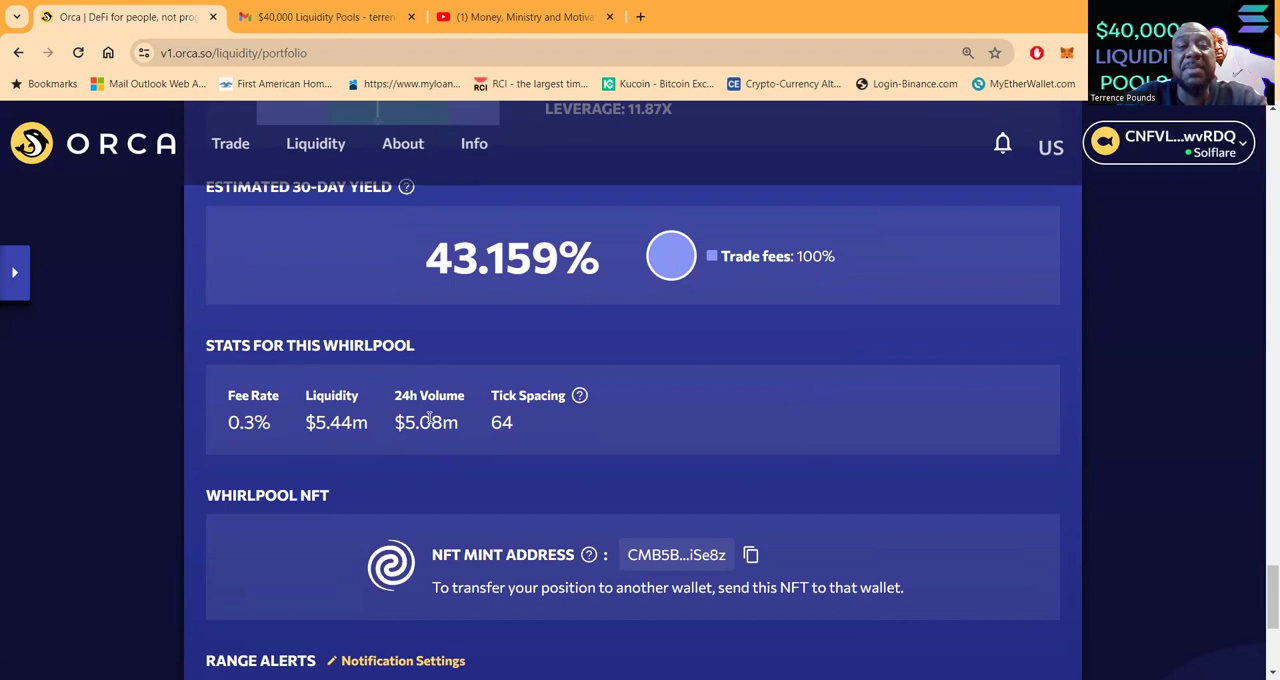 Orca | DeFi for people, not pro
$40,000 Liquidity Pools - terren
(1) Money, Ministry and Motiva
v1.orca.so/liquidity/portfolio
Bookmarks
Mail Outlook Web A...
First American Hom...
https://www.myloan...
RCI
RCI - the largest tim...
Kucoin - Bitcoin Exc...
CE
Crypto-Currency Alt...
Login-Binance.com
MyEtherWallet.com
$40,000
LIQUIDIT
POOLS
Terrence Pounds
LEVERAGE: 11.87X
ORCA
Trade
Liquidity
About
Info
US
CNFVL...wvRDQ
Solflare
ESTIMATED 30-DAY YIELD ?
43.159%
Trade fees: 100%
STATS FOR THIS WHIRLPOOL
Fee Rate
Liquidity
24h Volume
Tick Spacing ?
0.3%
$5.44m
$5.08m
64
WHIRLPOOL NFT
NFT MINT ADDRESS ? :
CMB5B...iSe8z
To transfer your position to another wallet, send this NFT to that wallet.
RANGE ALERTS
Notification Settings